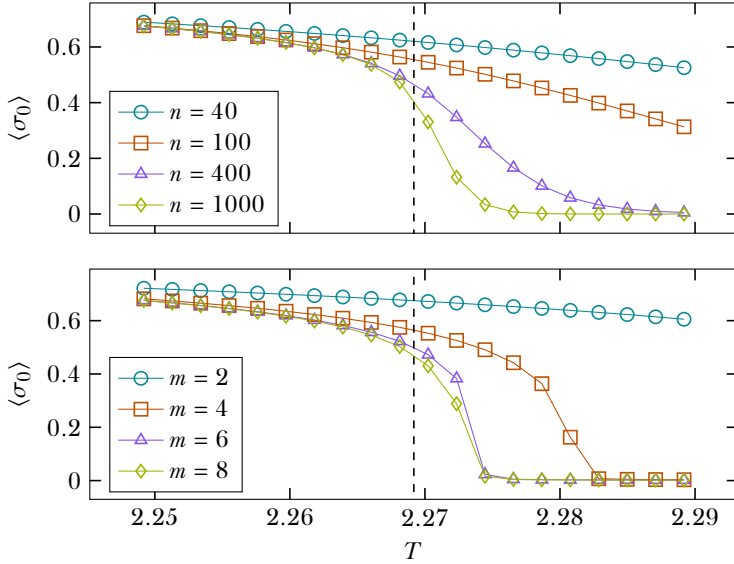 0.6
0.4
0.2
0
⟨σ₀⟩
n = 40
n = 100
n = 400
n = 1000
0.6
0.4
0.2
0
⟨σ₀⟩
m = 2
m = 4
m = 6
m = 8
2.25 2.26 2.27 2.28 2.29
T